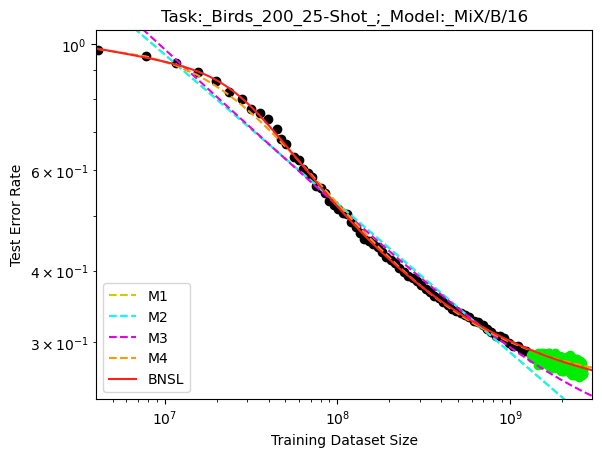 Task:_Birds_200_25-Shot_;_Model:_MiX/B/16
Test Error Rate
10⁰
6 × 10⁻¹
4 × 10⁻¹
3 × 10⁻¹
M1
M2
M3
M4
BNSL
10⁷
10⁸
10⁹
Training Dataset Size